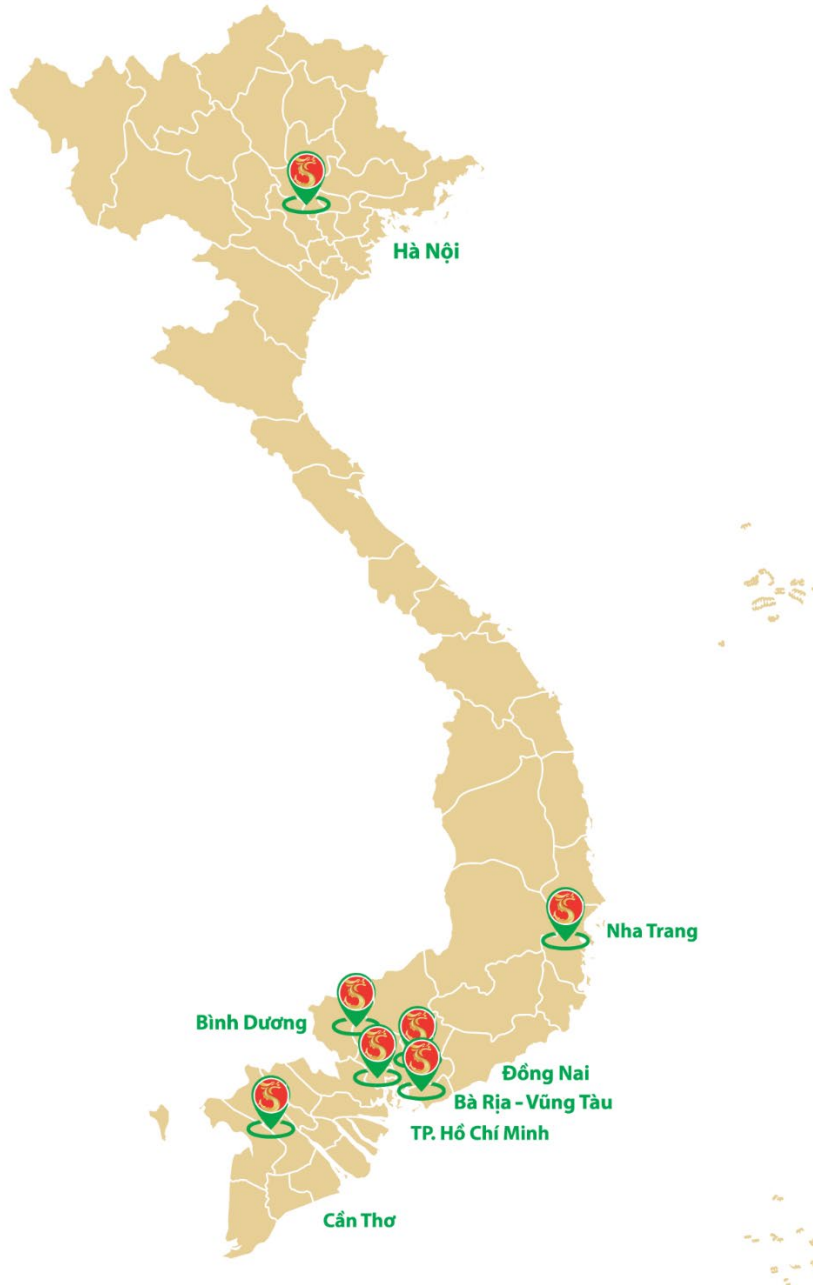 Hà Nội
Nha Trang
Bình Dương
Đồng Nai
Bà Rịa - Vũng Tàu
TP. Hồ Chí Minh
Cần Thơ